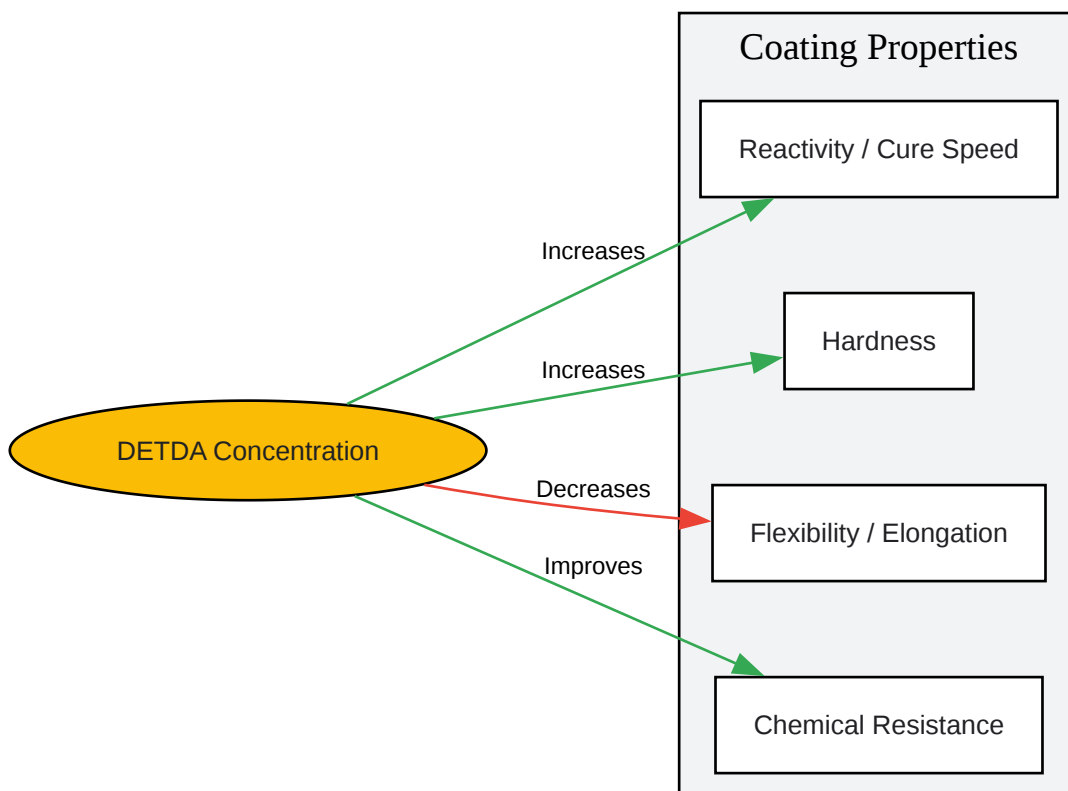 Coating Properties
Reactivity / Cure Speed
Increases
Hardness
Increases
DETDA Concentration
Decreases
Flexibility / Elongation
Improves
Chemical Resistance